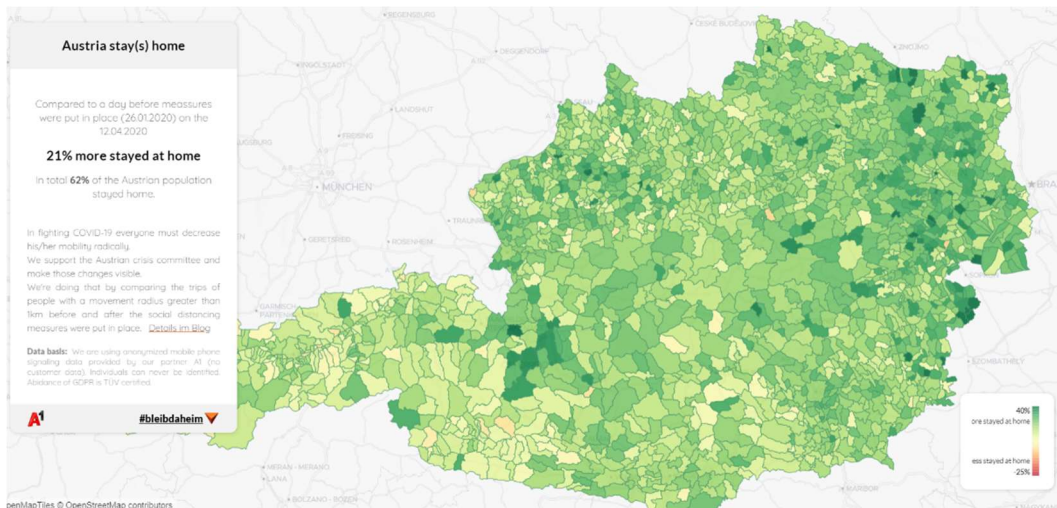 Austria stay(s) home
Compared to a day before meassures
were put in place (26.01.2020) on the
12.04.2020
21% more stayed at home
In total 62% of the Austrian population
stayed home.
In fighting COVID-19 everyone must decrease
his/her mobility radically.
We support the Austrian crisis committee and
make those changes visible.
We're doing that by comparing the trips of
people with a movement radius greater than
1km before and after the social distancing
measures were put in place. Details im Blog
Data basis: We are using anonymized mobile phone
signaling data provided by our partner A1 (no
customer data). Individuals can never be identified.
Abidance of GDPR is TÜV certified.
A1
#bleibdaheim
REGENSBURG
INGOLSTADT
DEGGENDORF
LANDSHUT
FREISING
MÜNCHEN
GERETSRIED
ROSENHEIM
ČESKÉ BUDĚJOV
ZNOJMO
BRA
SOPRON
SZOMBATHELY
MARIBOR
MERAN - MERANO
LANA
BOLZANO - BOZEN
40%
ore stayed at home
ess stayed at home
-25%
penMapTiles © OpenStreetMap contributors